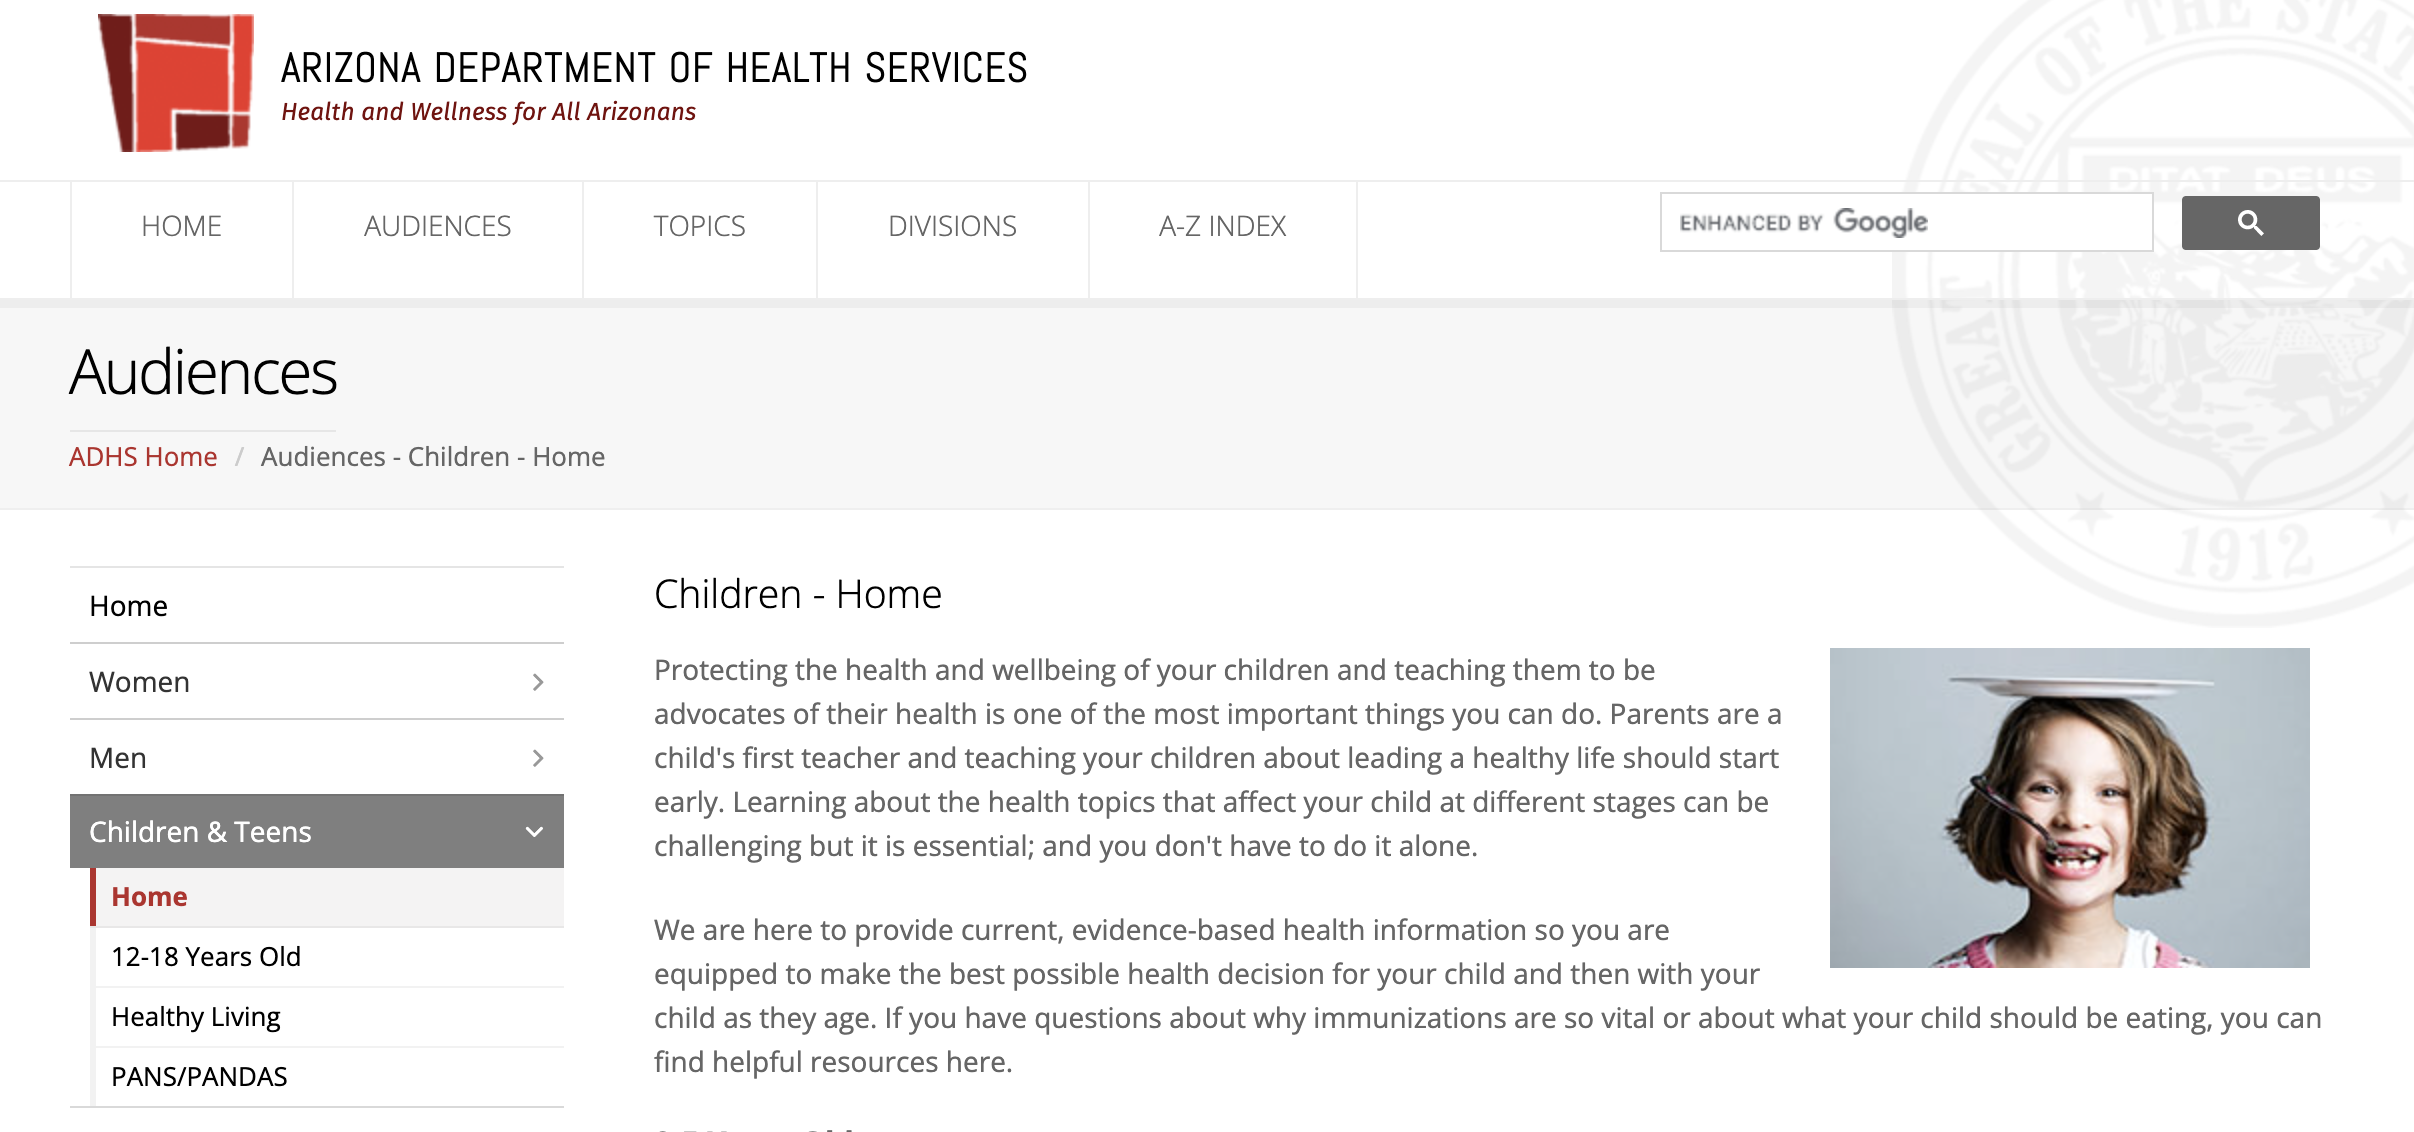 ARIZONA DEPARTMENT OF HEALTH SERVICES
Health and Wellness for All Arizonans
HOME
AUDIENCES
TOPICS
DIVISIONS
A-Z INDEX
ENHANCED BY Google
GREAT SEAL OF THE
DITAT DEUS
1912
Audiences
ADHS Home / Audiences - Children - Home
Home
Women
Men
Children & Teens
Home
12-18 Years Old
Healthy Living
PANS/PANDAS
Children - Home
Protecting the health and wellbeing of your children and teaching them to be
advocates of their health is one of the most important things you can do. Parents are a
child's first teacher and teaching your children about leading a healthy life should start
early. Learning about the health topics that affect your child at different stages can be
challenging but it is essential; and you don't have to do it alone.
We are here to provide current, evidence-based health information so you are
equipped to make the best possible health decision for your child and then with your
child as they age. If you have questions about why immunizations are so vital or about what your child should be eating, you can
find helpful resources here.